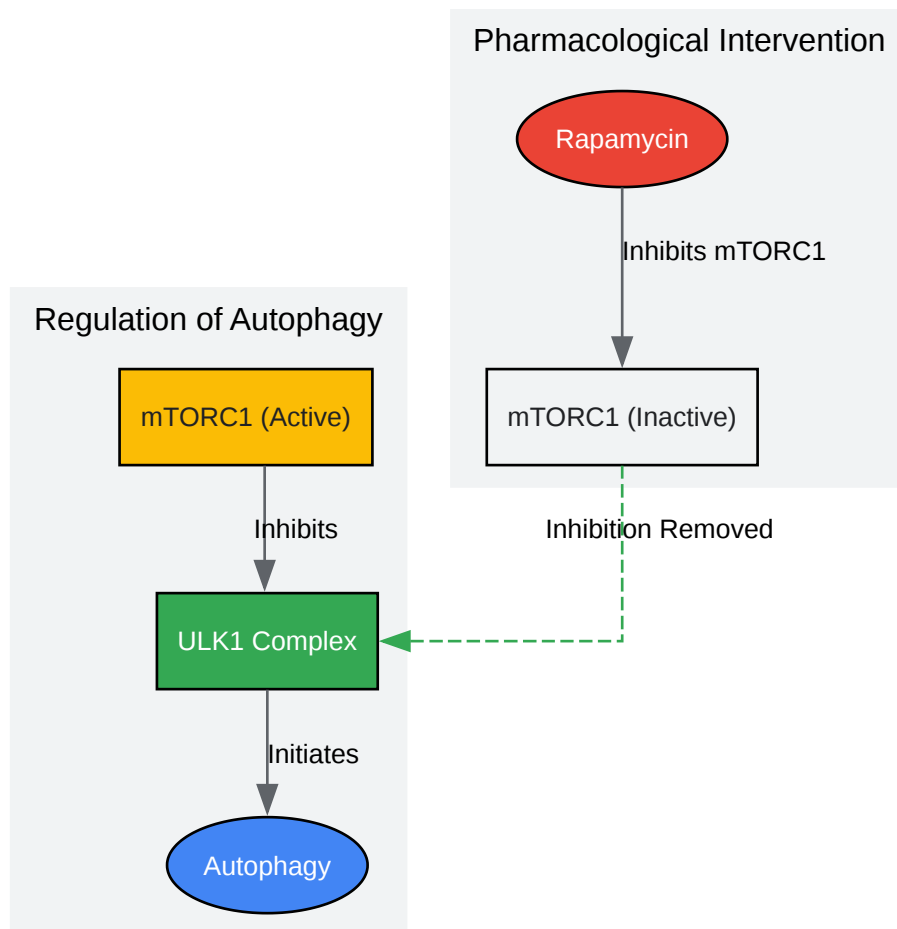 Pharmacological Intervention
Rapamycin
Inhibits mTORC1
Regulation of Autophagy
mTORC1 (Active)
mTORC1 (Inactive)
Inhibits
Inhibition Removed
ULK1 Complex
Initiates
Autophagy